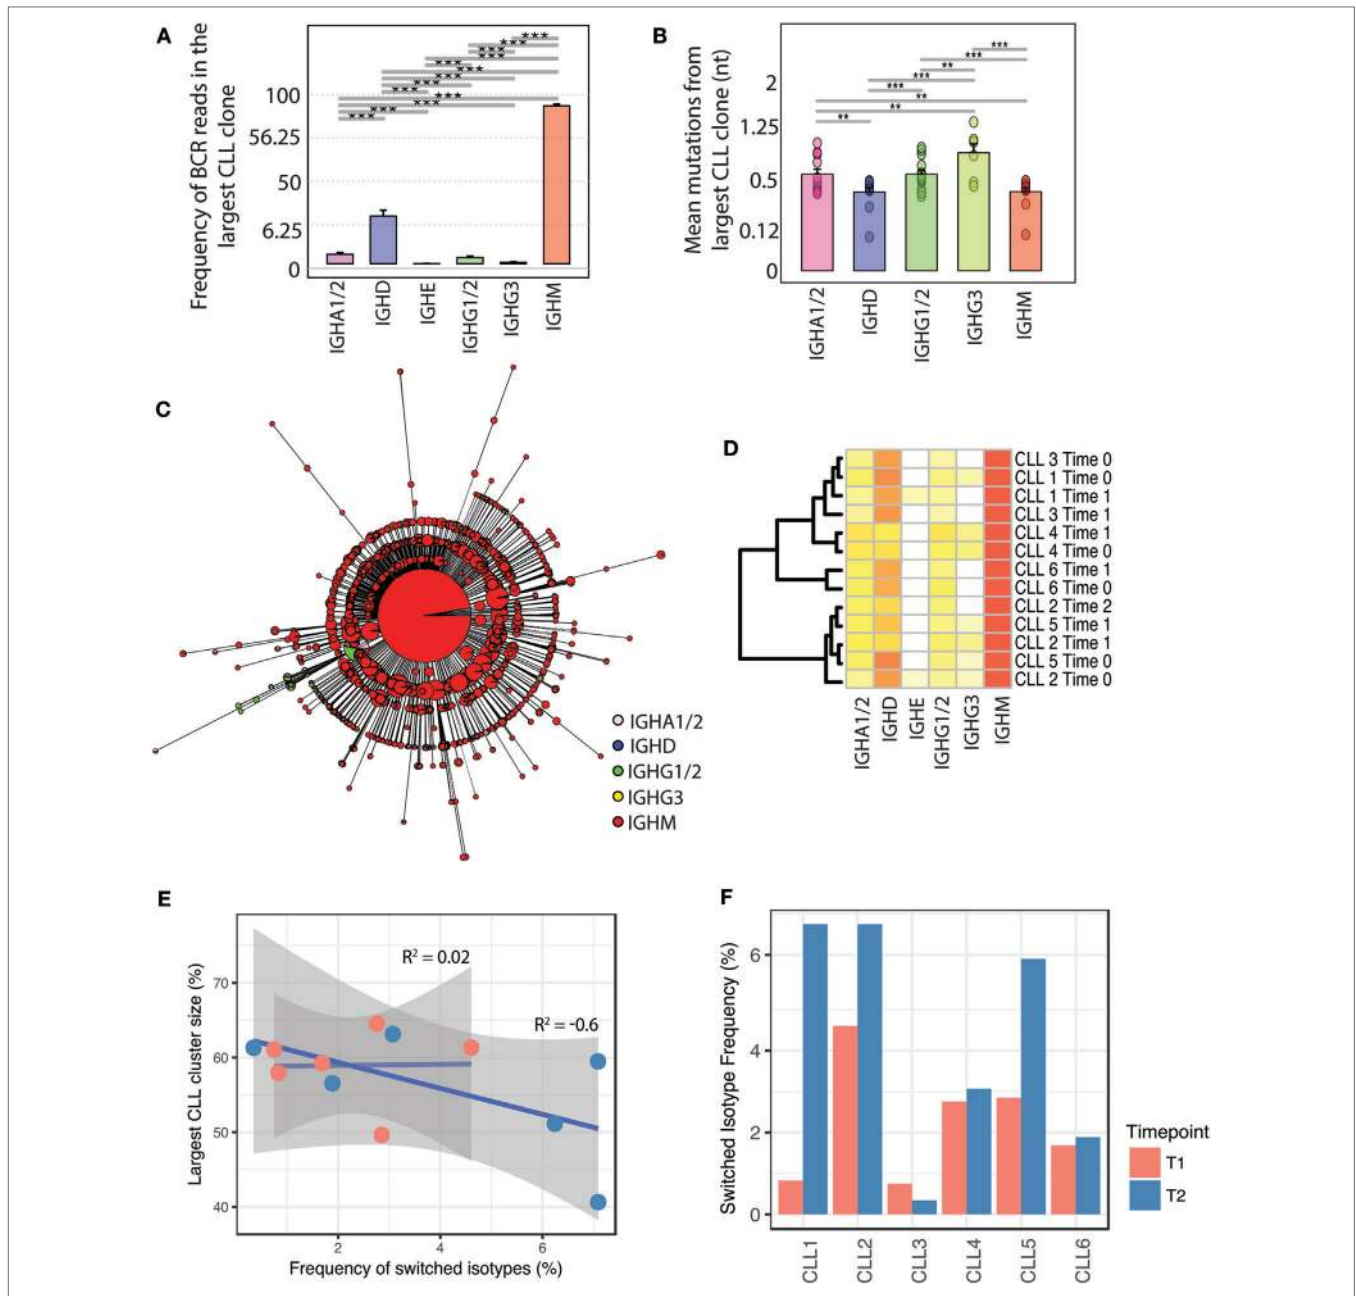 A
Frequency of BCR reads in the
largest CLL clone
100
56.25
50
6.25
0
***
***
***
***
***
***
***
***
***
***
***
***
***
IGHA1/2
IGHD
IGHE
IGHG1/2
IGHG3
IGHM
B
Mean mutations from
largest CLL clone (nt)
2
1.25
0.5
0.12
0
***
***
**
***
***
**
**
**
IGHA1/2
IGHD
IGHG1/2
IGHG3
IGHM
C
IGHA1/2
IGHD
IGHG1/2
IGHG3
IGHM
D
CLL 3 Time 0
CLL 1 Time 0
CLL 1 Time 1
CLL 3 Time 1
CLL 4 Time 1
CLL 4 Time 0
CLL 6 Time 1
CLL 6 Time 0
CLL 2 Time 2
CLL 5 Time 1
CLL 2 Time 1
CLL 5 Time 0
CLL 2 Time 0
IGHA1/2
IGHD
IGHE
IGHG1/2
IGHG3
IGHM
E
Largest CLL cluster size (%)
70
60
50
40
R² = 0.02
R² = -0.6
2
4
6
Frequency of switched isotypes (%)
F
Switched Isotype Frequency (%)
6
4
2
0
CLL1
CLL2
CLL3
CLL4
CLL5
CLL6
Timepoint
T1
T2